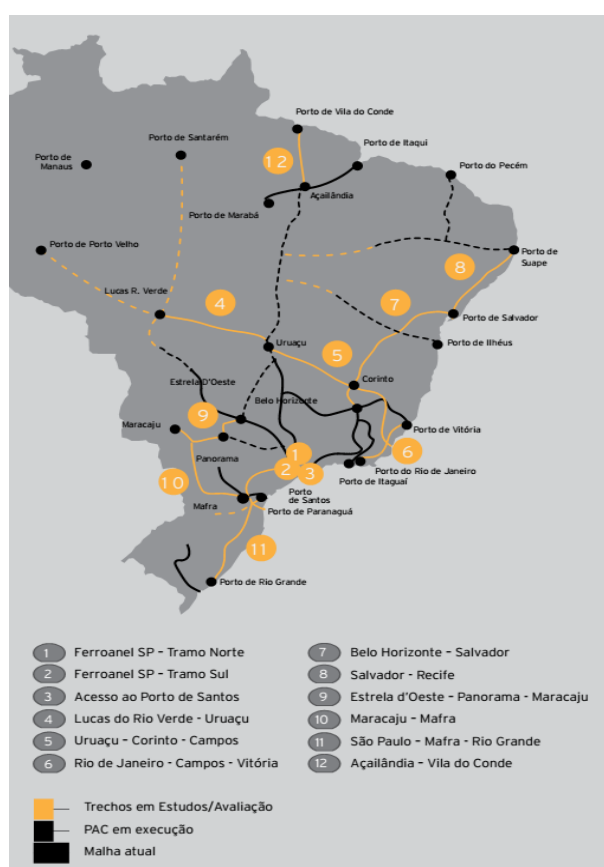 Porto de Vila do Conde
Porto de Santarém
Porto de Itaqui
Porto de
Manaus
12
Porto do Pecém
Açailândia
Porto de Marabá
Porto de Porto Velho
Porto de
Suape
8
Lucas R. Verde
4
7
Porto de Salvador
Uruaçu
5
Porto de Ilhéus
Estrela D'Oeste
Corinto
Belo Horizonte
9
Maracaju
Porto de Vitória
1
6
Panorama
2
3
Porto do Rio de Janeiro
Porto de Itaguaí
10
Porto
de Santos
Mafra
Porto de Paranaguá
11
Porto de Rio Grande
1 Ferroanel SP - Tramo Norte
2 Ferroanel SP - Tramo Sul
3 Acesso ao Porto de Santos
4 Lucas do Rio Verde - Uruaçu
5 Uruaçu - Corinto - Campos
6 Rio de Janeiro - Campos - Vitória
7 Belo Horizonte - Salvador
8 Salvador - Recife
9 Estrela d'Oeste - Panorama - Maracaju
10 Maracaju - Mafra
11 São Paulo - Mafra - Rio Grande
12 Açailândia - Vila do Conde
Trechos em Estudos/Avaliação
PAC em execução
Malha atual